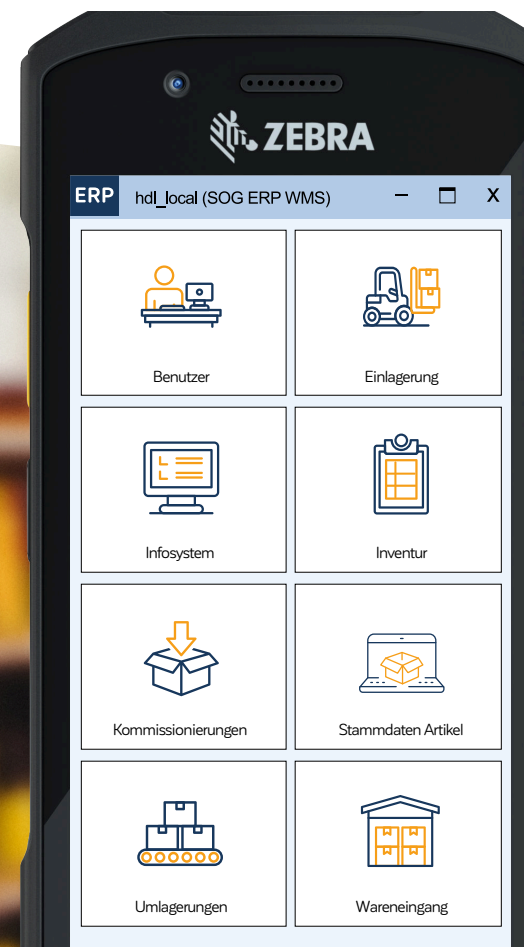 ZEBRA
ERP hdl_local (SOG ERP WMS) X
Benutzer Einlagerung
Infosystem Inventur
Kommissionierungen Stammdaten Artikel
Umlagerungen Wareneingang